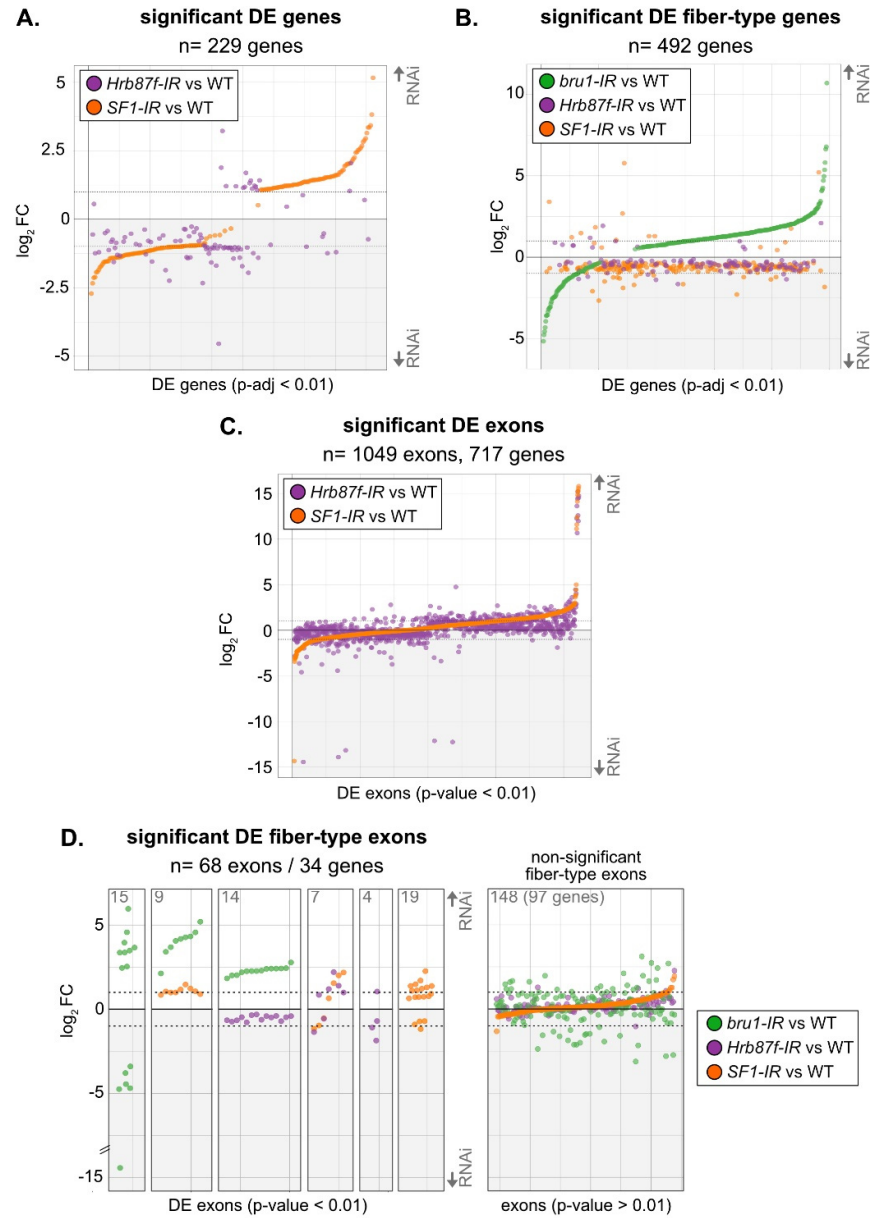 A.
significant DE genes
n= 229 genes
Hrb87f-IR vs WT
SF1-IR vs WT
5
2.5
0
-2.5
-5
log2 FC
RNAi
RNAi
DE genes (p-adj < 0.01)
B.
significant DE fiber-type genes
n= 492 genes
bru1-IR vs WT
Hrb87f-IR vs WT
SF1-IR vs WT
10
5
0
-5
log2 FC
RNAi
RNAi
DE genes (p-adj < 0.01)
C.
significant DE exons
n= 1049 exons, 717 genes
Hrb87f-IR vs WT
SF1-IR vs WT
15
10
5
0
-5
-10
-15
log2 FC
RNAi
RNAi
DE exons (p-value < 0.01)
D.
significant DE fiber-type exons
n= 68 exons / 34 genes
15
9
14
7
4
19
5
0
-5
-15
log2 FC
RNAi
RNAi
DE exons (p-value < 0.01)
non-significant
fiber-type exons
148 (97 genes)
exons (p-value > 0.01)
bru1-IR vs WT
Hrb87f-IR vs WT
SF1-IR vs WT